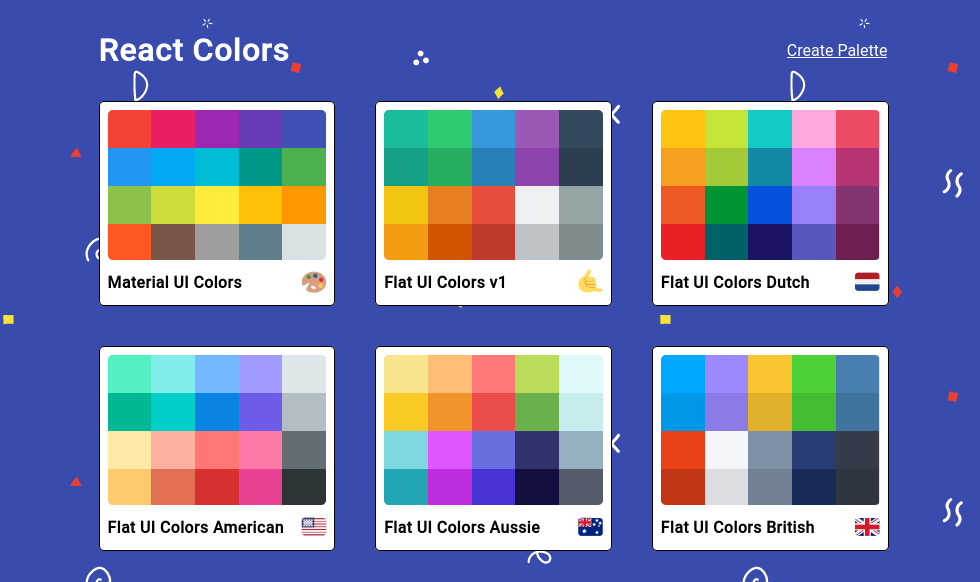 React Colors
Create Palette
Material UI Colors
Flat UI Colors v1
Flat UI Colors Dutch
Flat UI Colors American
Flat UI Colors Aussie
Flat UI Colors British